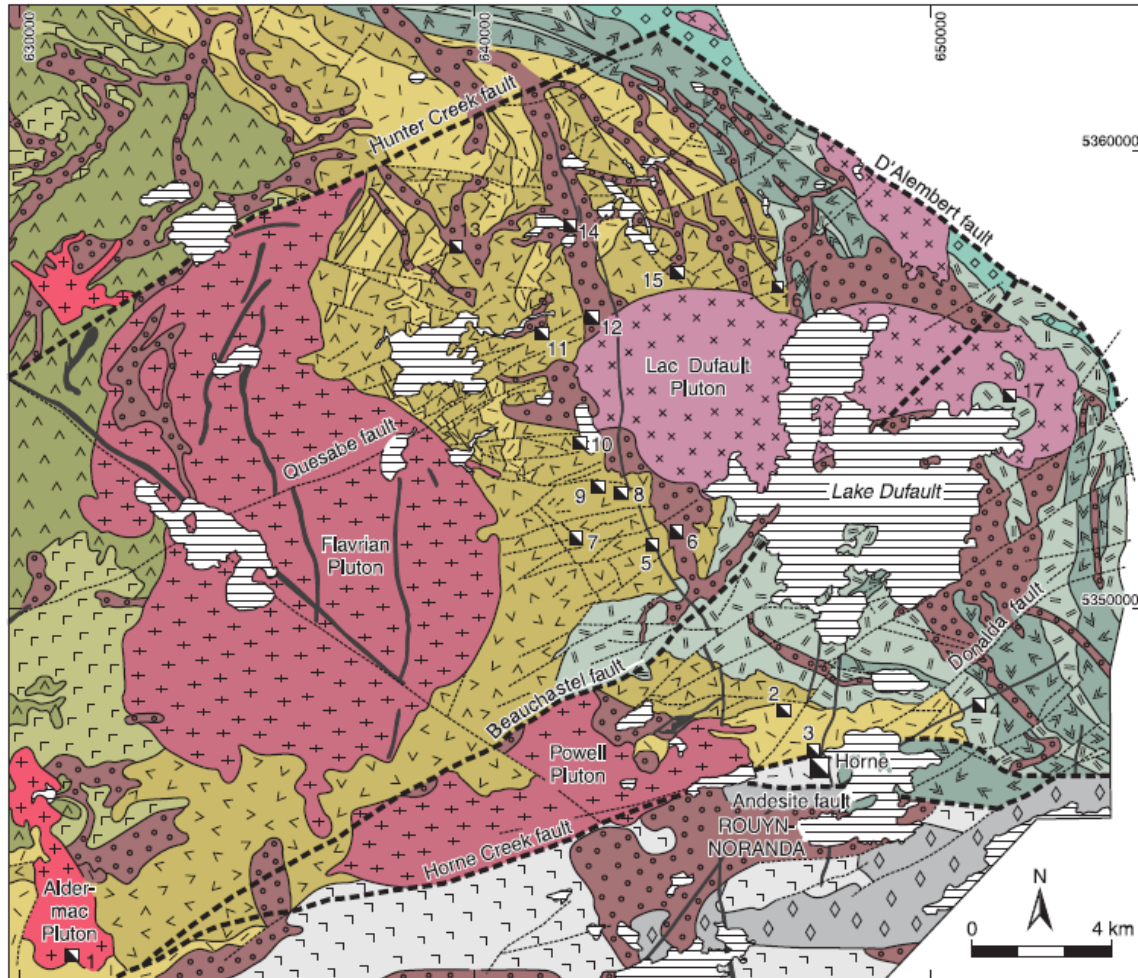 630000
640000
650000
5360000
Hunter Creek fault
D'Alembert fault
13
14
15
16
12
11
Lac Dufault
Pluton
17
Quesabe fault
10
9
8
Lake Dufault
7
6
5
Flavrian
Pluton
5350000
Donalda fault
Beauchastel fault
2
4
3
Powell
Pluton
Horne
Andesite fault
ROUYN-
NORANDA
Horne Creek fault
Alder-
mac
Pluton
1
N
0
4 km